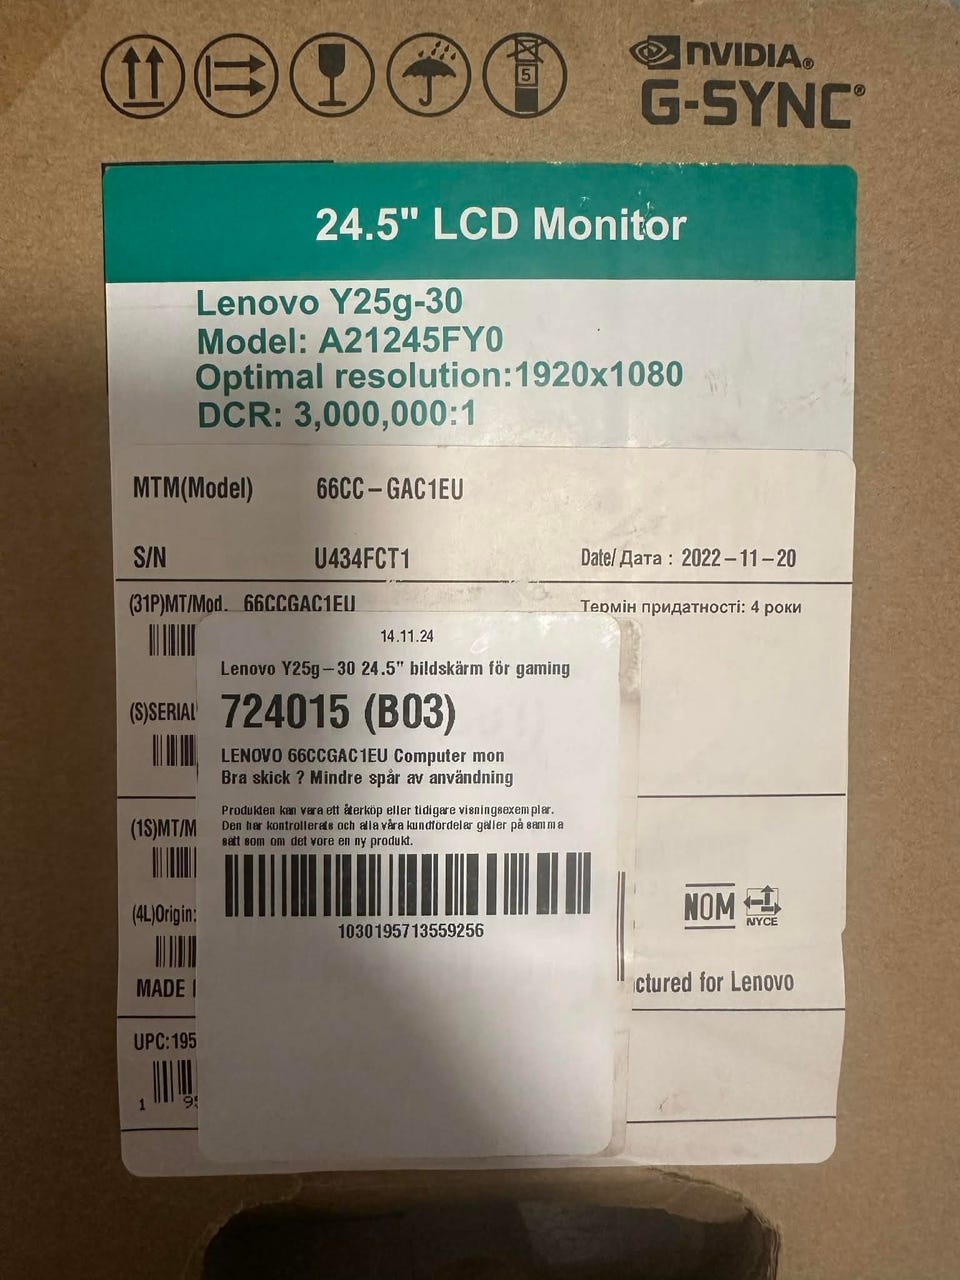 5
NVIDIA®
G-SYNC®
24.5" LCD Monitor
Lenovo Y25g-30
Model: A21245FY0
Optimal resolution:1920x1080
DCR: 3,000,000:1
MTM(Model) 66CC-GAC1EU
S/N U434FCT1 Date/Дата : 2022-11-20
(31P)MT/Mod. 66CCGAC1EU Термін придатності: 4 роки
14.11.24
Lenovo Y25g-30 24.5" bildskärm för gaming
(S)SERIAL 724015 (B03)
LENOVO 66CCGAC1EU Computer mon
Bra skick ? Mindre spår av användning
Produkten kan vara ett återköp eller tidigare visningsexemplar.
(1S)MT/M Den har kontrollerats och alla våra kundfördelar gäller på samma
sätt som om det vore en ny produkt.
(4L)Origin: NOM NYCE
1030195713559256
MADE ctured for Lenovo
UPC:195
1 9